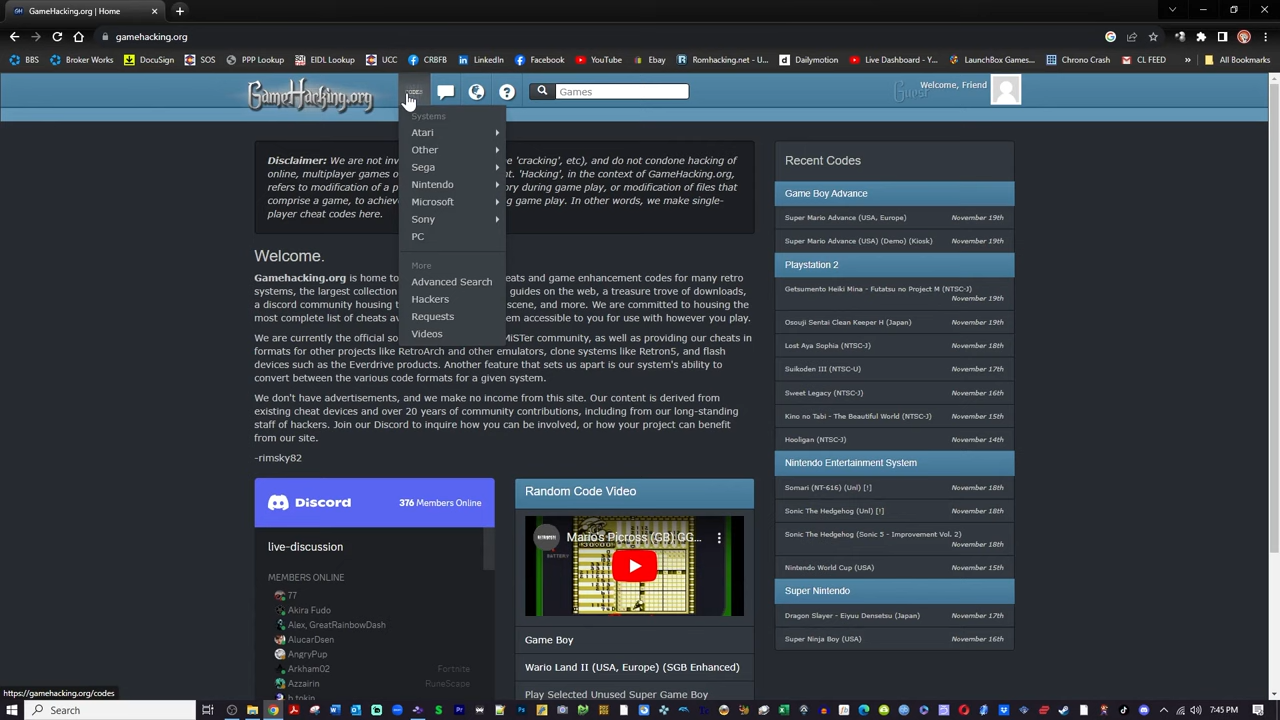 GameHacking.org | Home
gamehacking.org
BBS
Broker Works
DocuSign
SOS
PPP Lookup
UCC
CRBFB
LinkedIn
Facebook
YouTube
Ebay
Romhacking.net - U...
Dailymotion
Live Dashboard - Y...
LaunchBox Games...
Chrono Crash
CL
IM Forged
GameHacking.org
CODES
Games
Guest
Welcome, Friend
Systems
Atari
Other
Sega
Nintendo
Microsoft
Sony
PC
More
Advanced Search
Hackers
Requests
Videos
Disclaimer: We are not inv 'cracking', etc), and do not condone hacking of
online, multiplayer games o 'Hacking', in the context of GameHacking.org,
refers to modification of a p ory during game play, or modification of files that
comprise a game, to achiev ng game play. In other words, we make single-
player cheat codes here.
Welcome.
Gamehacking.org is home to eats and game enhancement codes for many retro
systems, the largest collection guides on the web, a treasure trove of downloads,
a discord community housing t scene, and more. We are committed to housing the
most complete list of cheats av em accessible to you for use with however you play.
We are currently the official so MiSTer community, as well as providing our cheats in
formats for other projects like RetroArch and other emulators, clone systems like Retron5, and flash
devices such as the Everdrive products. Another feature that sets us apart is our system's ability to
convert between the various code formats for a given system.
We don't have advertisements, and we make no income from this site. Our content is derived from
existing cheat devices and over 20 years of community contributions, including from our long-standing
staff of hackers. Join our Discord to inquire how you can be involved, or how your project can benefit
from our site.
-rimsky82
Discord
376 Members Online
live-discussion
MEMBERS ONLINE
77
Akira Fudo
Alex, GreatRainbowDash
AlucarDsen
AngryPup
Arkham02
Fortnite
Azzairin
RuneScape
b.tokin
Random Code Video
Mario's Picross (GB) GG...
BATTERY
Game Boy
Wario Land II (USA, Europe) (SGB Enhanced)
Play Selected Unused Super Game Boy
Recent Codes
Game Boy Advance
Super Mario Advance (USA, Europe) November 19th
Super Mario Advance (USA) (Demo) (Kiosk) November 19th
Playstation 2
Getsumento Heiki Mina - Futatsu no Project M (NTSC-J)
November 19th
Osouji Sentai Clean Keeper H (Japan) November 19th
Lost Aya Sophia (NTSC-J) November 18th
Suikoden III (NTSC-U) November 17th
Sweet Legacy (NTSC-J) November 16th
Kino no Tabi - The Beautiful World (NTSC-J) November 15th
Hooligan (NTSC-J) November 14th
Nintendo Entertainment System
Somari (NT-616) (Unl) [!] November 18th
Sonic The Hedgehog (Unl) [!] November 18th
Sonic The Hedgehog (Sonic 3 - Improvement Vol. 2)
November 18th
Nintendo World Cup (USA) November 15th
Super Nintendo
Dragon Slayer - Eiyuu Densetsu (Japan) November 17th
Super Ninja Boy (USA) November 16th
https://gamehacking.org/codes
Search
7:45 PM